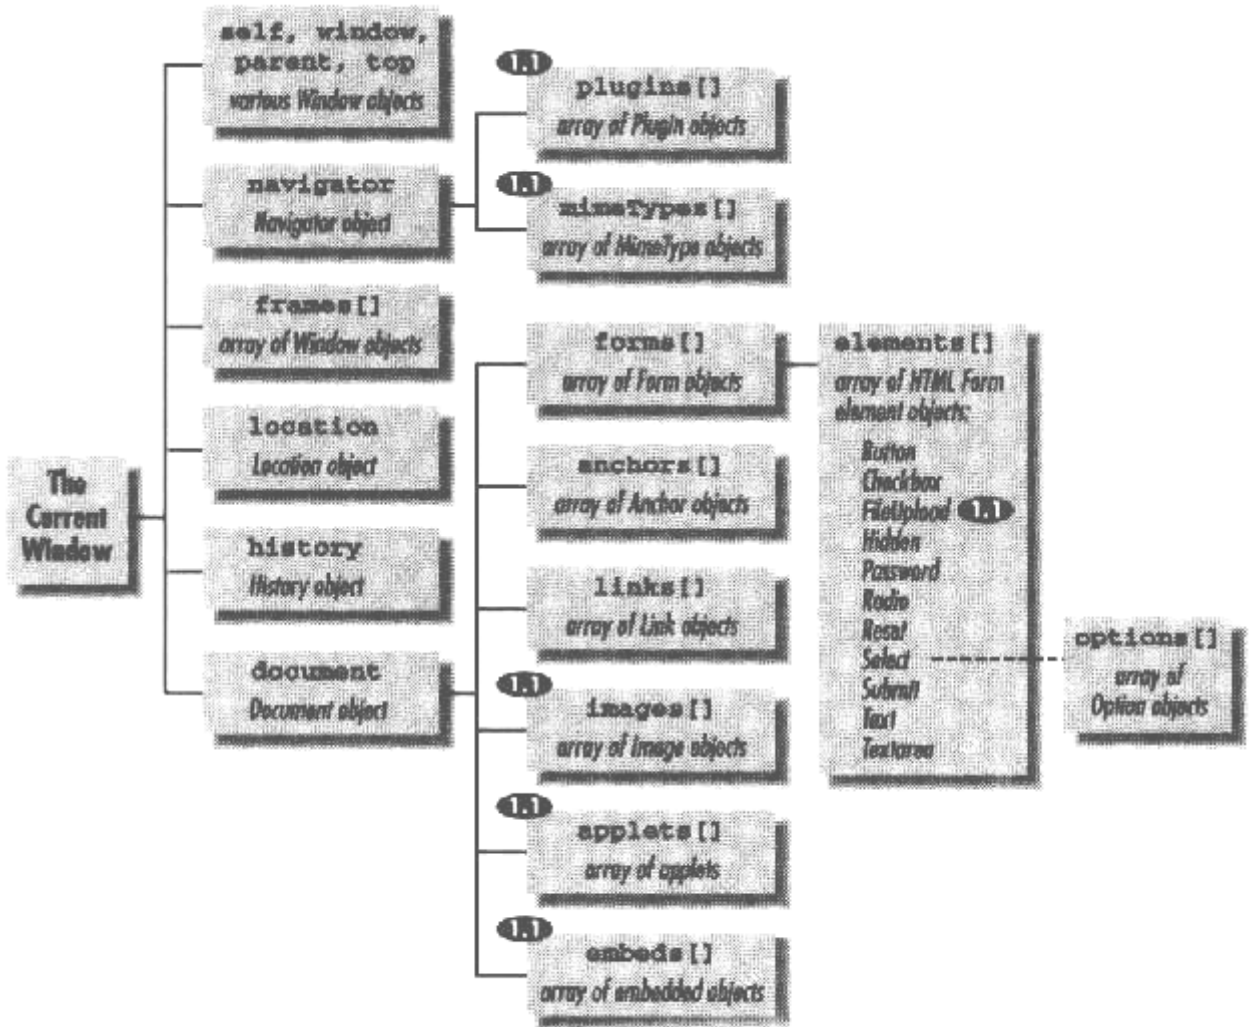 The
Current
Window
self, window,
parent, top
various Window objects
navigator
Navigator object
frames[]
array of Window objects
location
Location object
history
History object
document
Document object
1.1
plugins[]
array of Plugin objects
1.1
mimeTypes[]
array of MimeType objects
forms[]
array of Form objects
anchors[]
array of Anchor objects
links[]
array of Link objects
1.1
images[]
array of Image objects
1.1
applets[]
array of applets
1.1
embeds[]
array of embedded objects
elements[]
array of HTML Form
element objects:
Button
Checkbox
FileUpload 1.1
Hidden
Password
Radio
Reset
Select
Submit
Text
Textarea
options[]
array of
Option objects